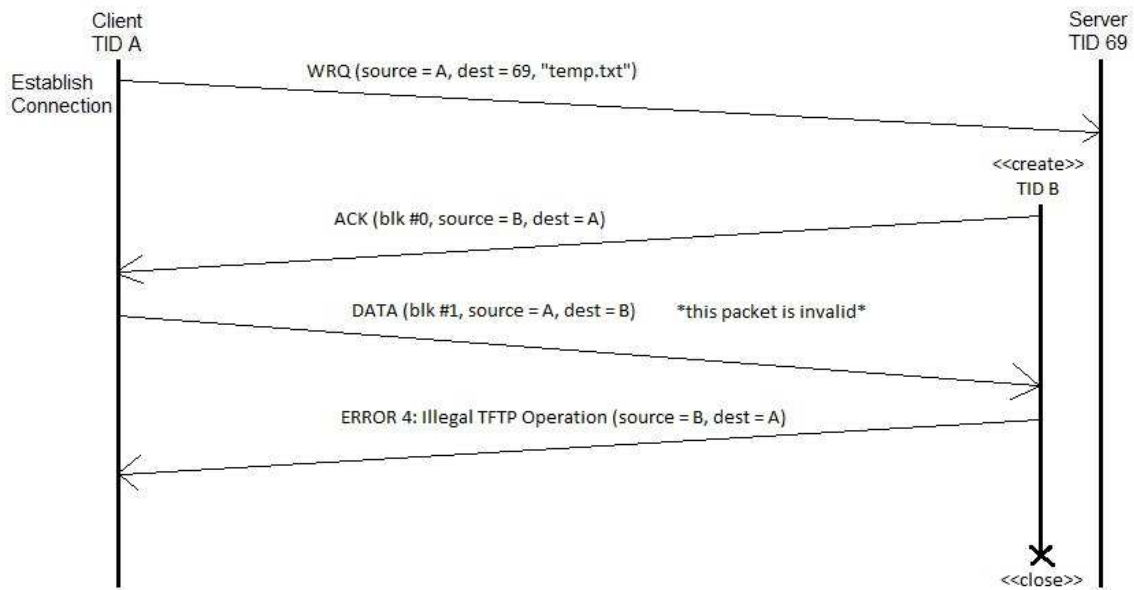 Client
TID A
Server
TID 69
WRQ (source = A, dest = 69, "temp.txt")
Establish
Connection
<<create>>
TID B
ACK (blk #0, source = B, dest = A)
DATA (blk #1, source = A, dest = B) *this packet is invalid*
ERROR 4: Illegal TFTP Operation (source = B, dest = A)
<<close>>